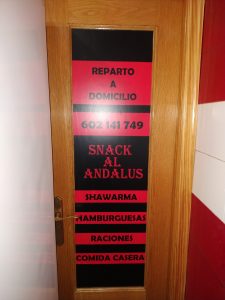 REPARTO
A
DOMICILIO
602 141 749
SNACK
AL
ANDALUS
SHAWARMA
HAMBURGUESAS
RACIONES
COMIDA CASERA